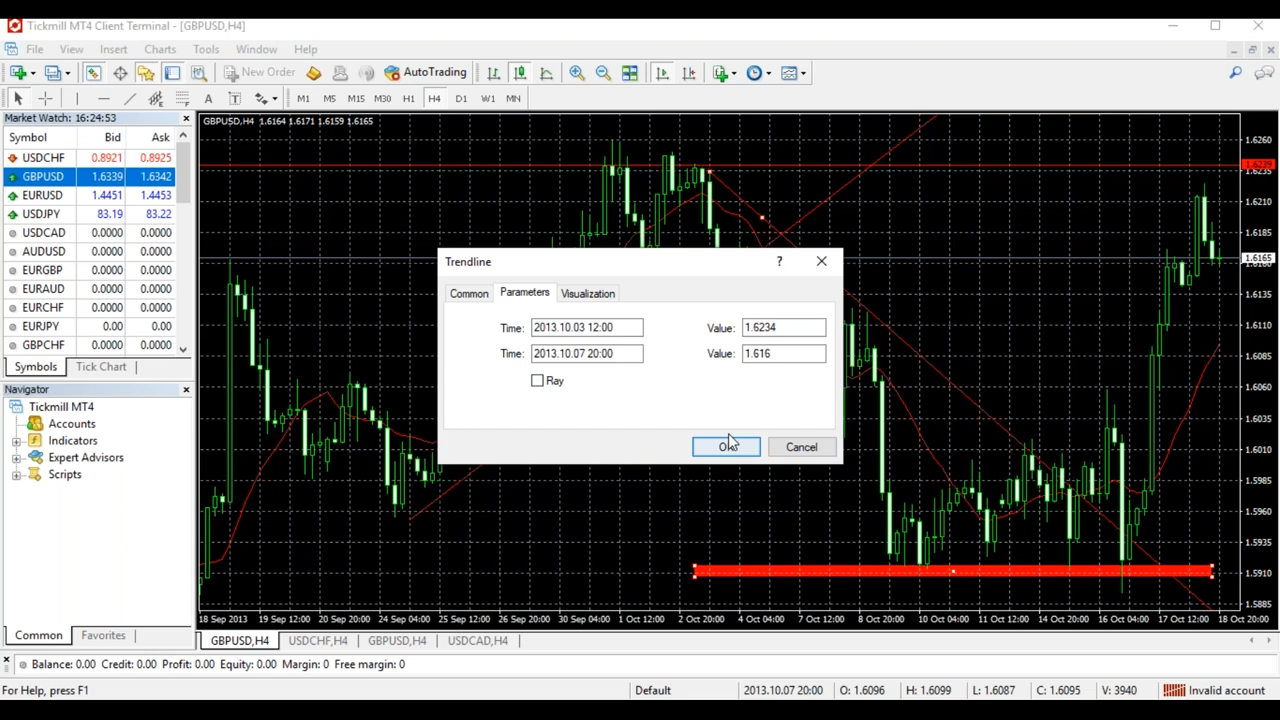 Tickmill MT4 Client Terminal - [GBPUSD,H4]
File View Insert Charts Tools Window Help
New Order AutoTrading
A T M1 M5 M15 M30 H1 H4 D1 W1 MN
Market Watch: 16:24:53
Symbol Bid Ask
USDCHF 0.8921 0.8925
GBPUSD 1.6339 1.6342
EURUSD 1.4451 1.4453
USDJPY 83.19 83.22
USDCAD 0.0000 0.0000
AUDUSD 0.0000 0.0000
EURGBP 0.0000 0.0000
EURAUD 0.0000 0.0000
EURCHF 0.0000 0.0000
EURJPY 0.00 0.00
GBPCHF 0.0000 0.0000
Symbols Tick Chart
Navigator
Tickmill MT4
Accounts
Indicators
Expert Advisors
Scripts
Common Favorites
GBPUSD,H4 1.6164 1.6171 1.6159 1.6165
1.6260
1.6239
1.6235
1.6210
1.6185
1.6165
1.6160
1.6135
1.6110
1.6085
1.6060
1.6035
1.6010
1.5985
1.5960
1.5935
1.5910
1.5885
Trendline ?
Common Parameters Visualization
Time: 2013.10.03 12:00 Value: 1.6234
Time: 2013.10.07 20:00 Value: 1.616
Ray
OK Cancel
18 Sep 2013 19 Sep 12:00 20 Sep 20:00 24 Sep 04:00 25 Sep 12:00 26 Sep 20:00 30 Sep 04:00 1 Oct 12:00 2 Oct 20:00 4 Oct 04:00 7 Oct 12:00 8 Oct 20:00 10 Oct 04:00 11 Oct 12:00 14 Oct 20:00 16 Oct 04:00 17 Oct 12:00 18 Oct 20:00
GBPUSD,H4 USDCHF,H4 GBPUSD,H4 USDCAD,H4
Balance: 0.00 Credit: 0.00 Profit: 0.00 Equity: 0.00 Margin: 0 Free margin: 0
For Help, press F1 Default 2013.10.07 20:00 O: 1.6096 H: 1.6099 L: 1.6087 C: 1.6095 V: 3940 Invalid account